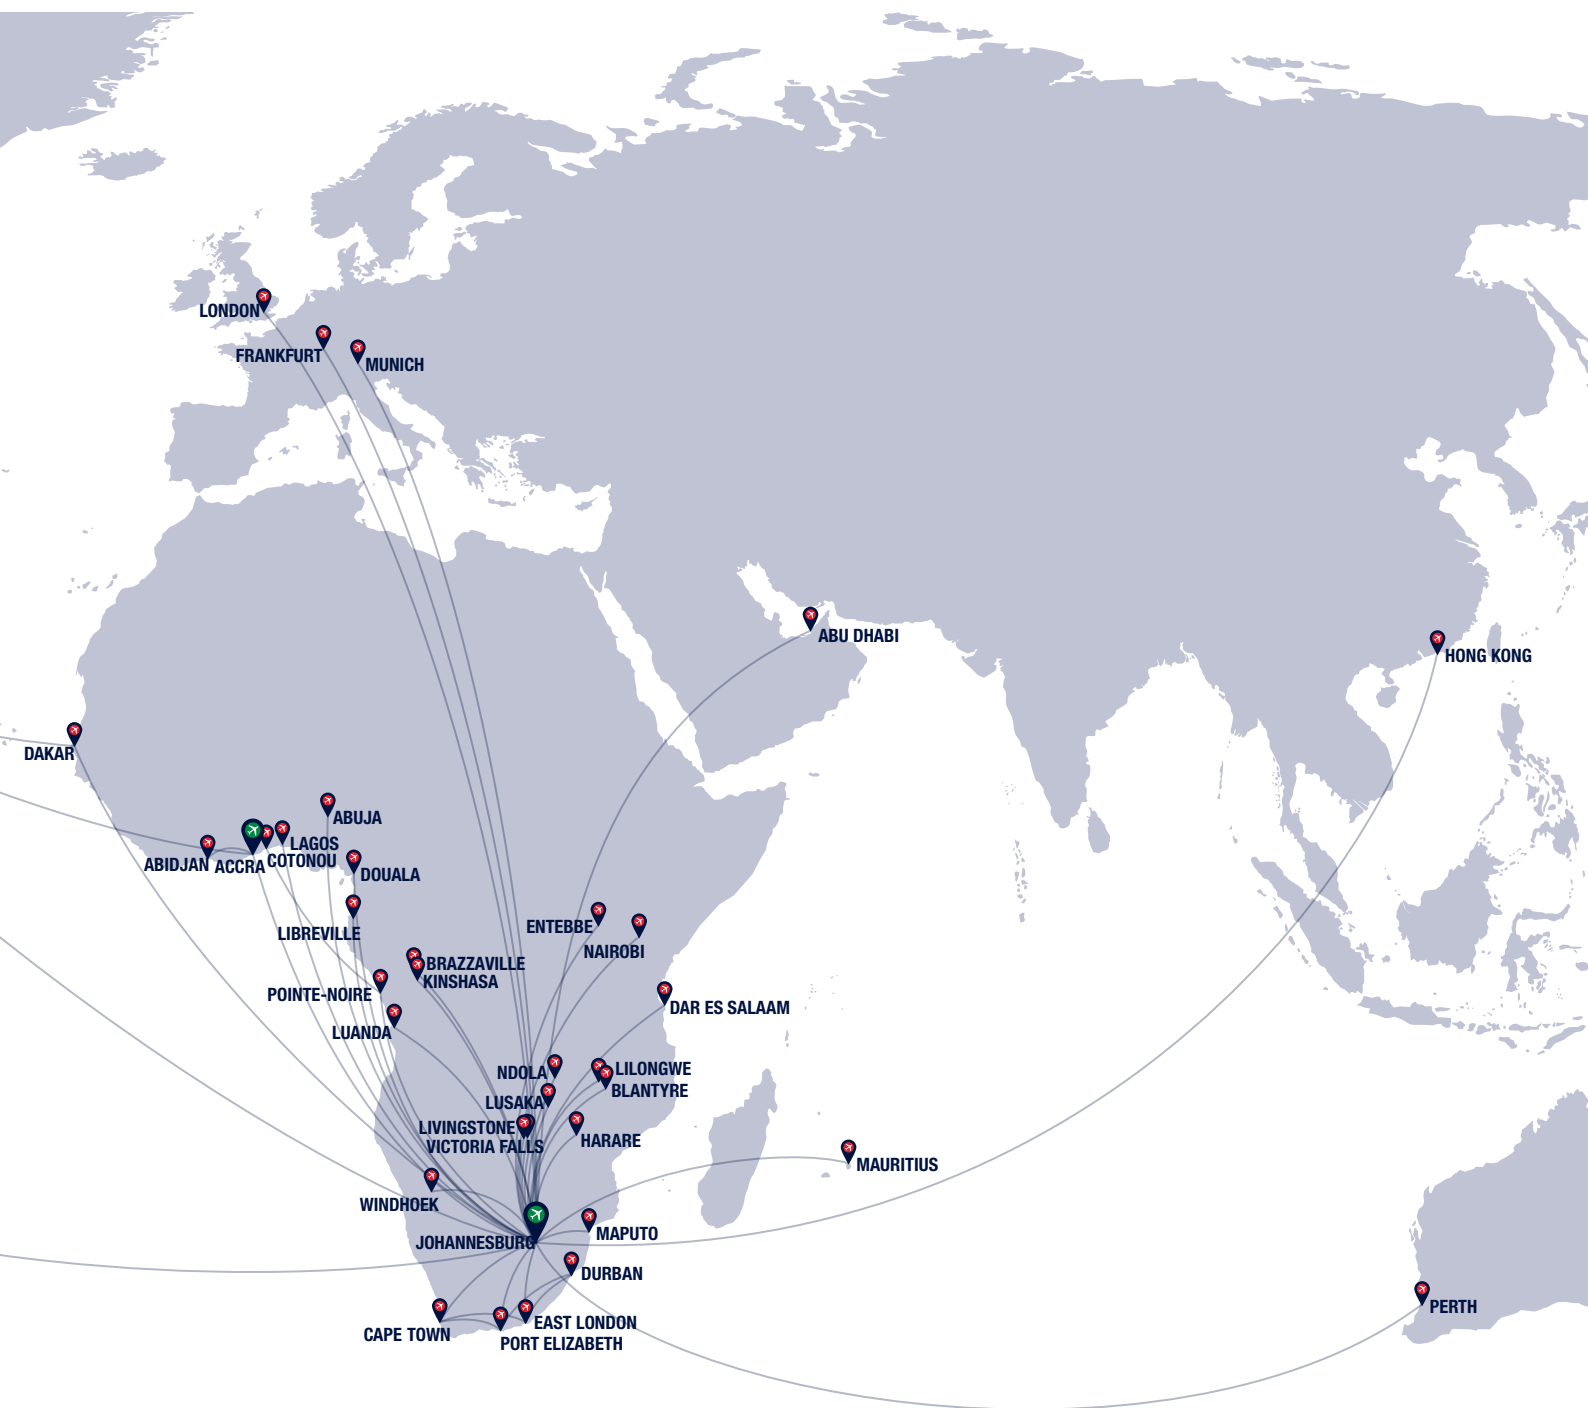 LONDON
FRANKFURT
MUNICH
ABU DHABI
HONG KONG
DAKAR
ABUJA
LAGOS
COTONOU
ABIDJAN
ACCRA
DOUALA
LIBREVILLE
ENTEBBE
NAIROBI
BRAZZAVILLE
KINSHASA
POINTE-NOIRE
DAR ES SALAAM
LUANDA
NDOLA
LILONGWE
BLANTYRE
LUSAKA
LIVINGSTONE
VICTORIA FALLS
HARARE
MAURITIUS
WINDHOEK
JOHANNESBURG
MAPUTO
DURBAN
PERTH
EAST LONDON
CAPE TOWN
PORT ELIZABETH